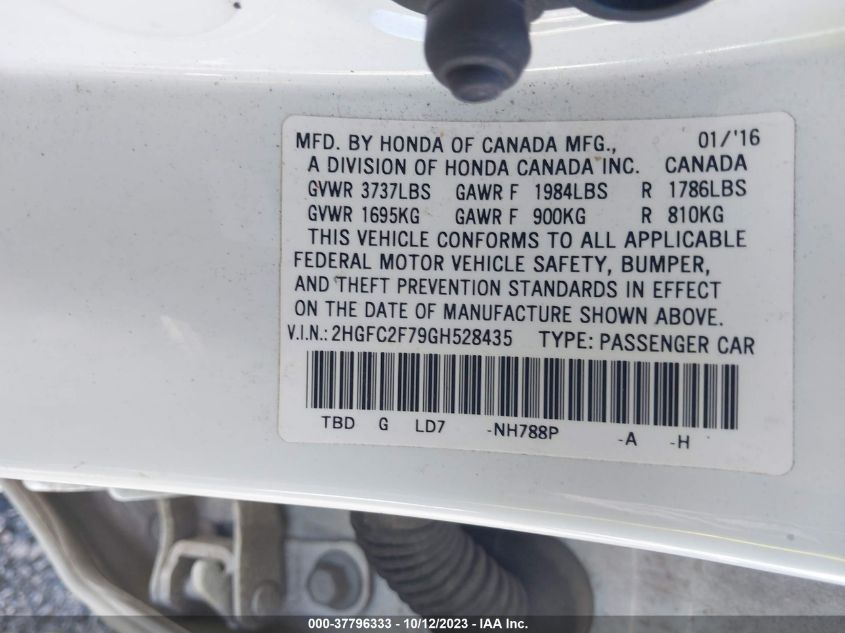 MFD. BY HONDA OF CANADA MFG., 01/'16
A DIVISION OF HONDA CANADA INC. CANADA
GVWR 3737LBS GAWR F 1984LBS R 1786LBS
GVWR 1695KG GAWR F 900KG R 810KG
THIS VEHICLE CONFORMS TO ALL APPLICABLE
FEDERAL MOTOR VEHICLE SAFETY, BUMPER,
AND THEFT PREVENTION STANDARDS IN EFFECT
ON THE DATE OF MANUFACTURE SHOWN ABOVE.
V.I.N.: 2HGFC2F79GH528435 TYPE: PASSENGER CAR
TBD G LD7 -NH788P -A -H
000-37796333 - 10/12/2023 - IAA Inc.